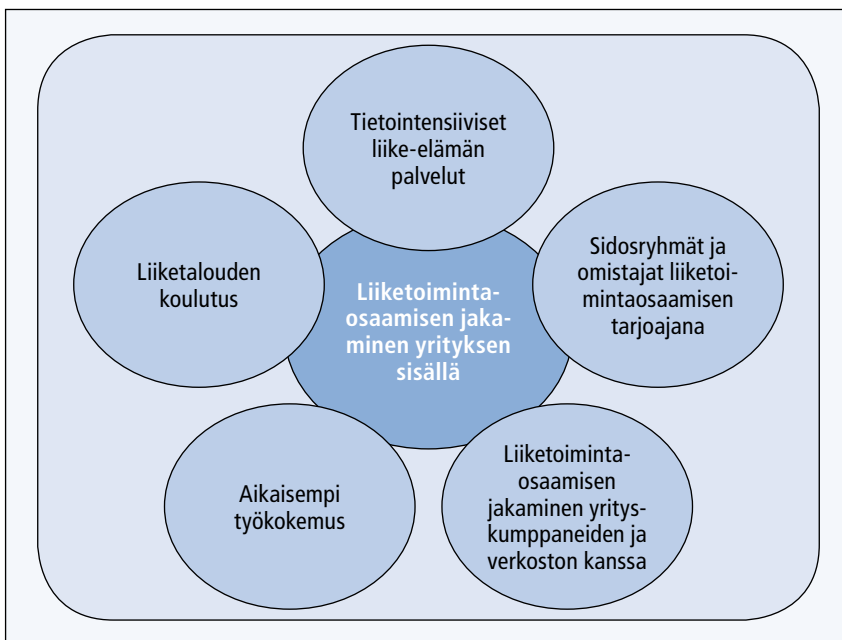 Tietointensiiviset
liike-elämän
palvelut
Liiketalouden
koulutus
Sidosryhmät ja
omistajat liiketoi-
mintaosaamisen
tarjoajana
Liiketoiminta-
osaamisen jaka-
minen yrityksen
sisällä
Aikaisempi
työkokemus
Liiketoiminta-
osaamisen
jakaminen yritys-
kumppaneiden ja
verkoston kanssa